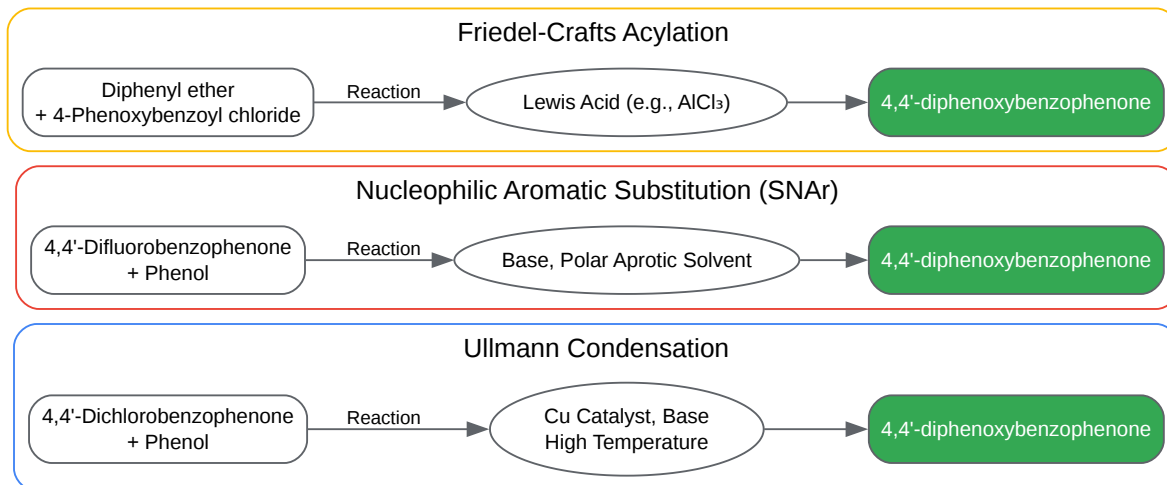 Friedel-Crafts Acylation
Diphenyl ether
+ 4-Phenoxybenzoyl chloride
Reaction
Lewis Acid (e.g., AlCl₃)
4,4'-diphenoxybenzophenone
Nucleophilic Aromatic Substitution (SNAr)
4,4'-Difluorobenzophenone
+ Phenol
Reaction
Base, Polar Aprotic Solvent
4,4'-diphenoxybenzophenone
Ullmann Condensation
4,4'-Dichlorobenzophenone
+ Phenol
Reaction
Cu Catalyst, Base
High Temperature
4,4'-diphenoxybenzophenone